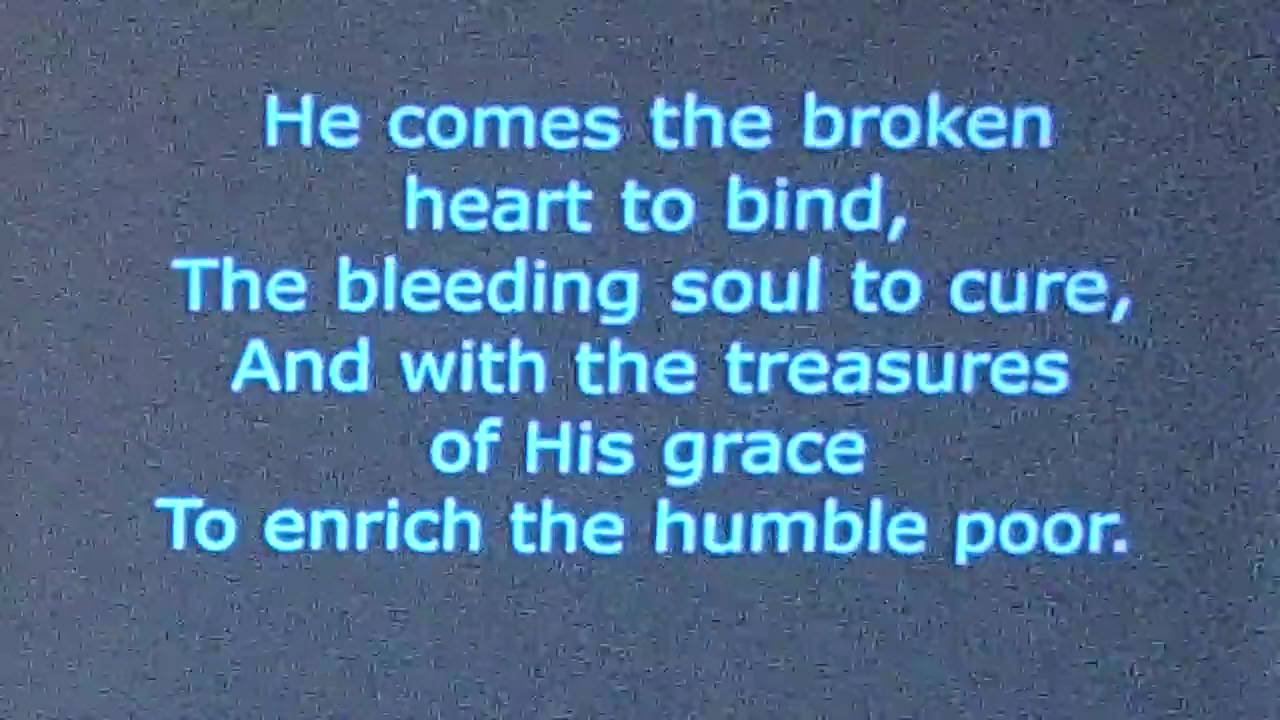 He comes the broken
heart to bind,
The bleeding soul to cure,
And with the treasures
of His grace
To enrich the humble poor.